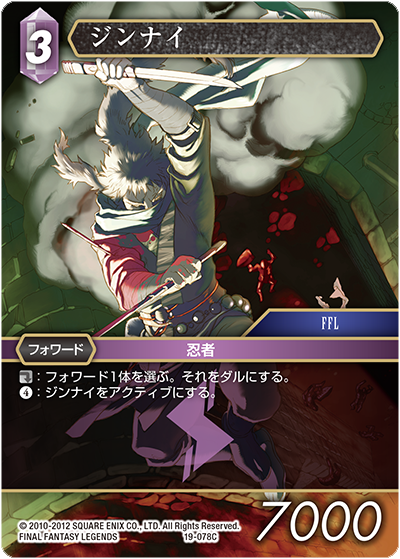 3
ジンナイ
FFL
フォワード
忍者
：フォワード1体を選ぶ。それをダルにする。
4：ジンナイをアクティブにする。
© 2010-2012 SQUARE ENIX CO., LTD. All Rights Reserved.
FINAL FANTASY LEGENDS
19-078C
7000